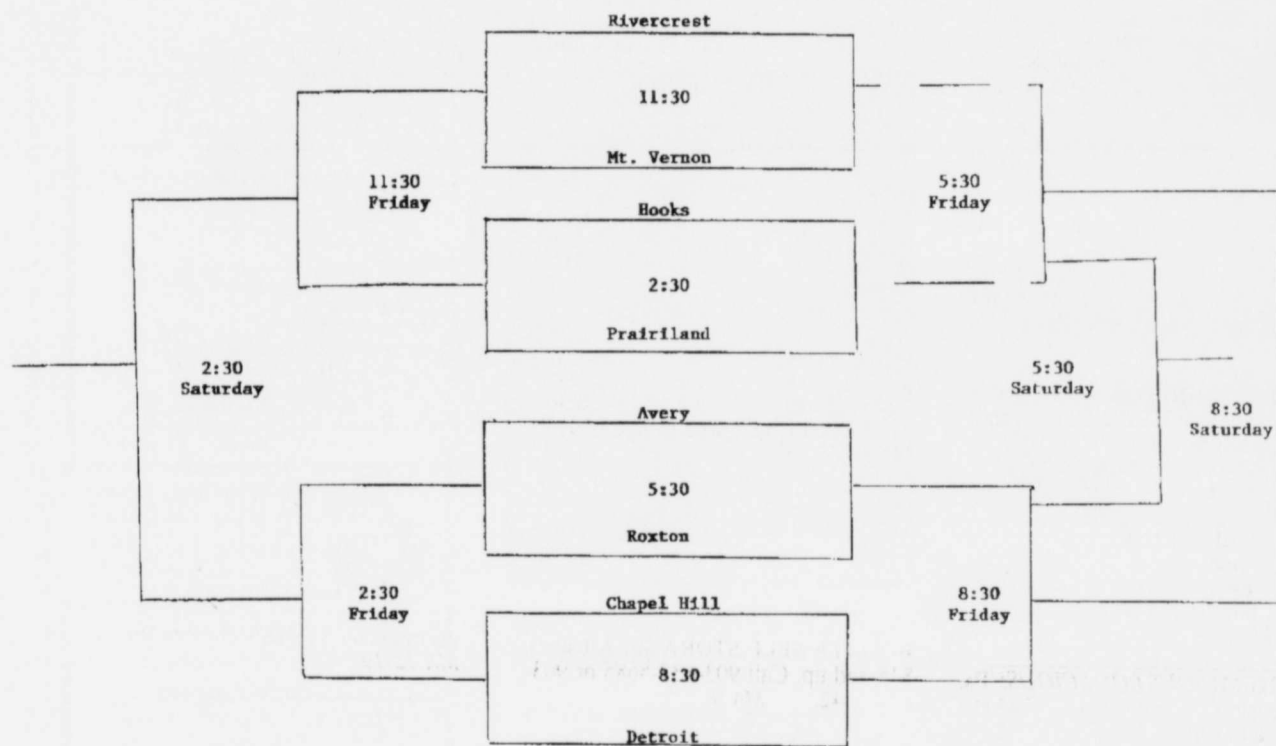 Rivercrest
11:30
Mt. Vernon
11:30
Friday
5:30
Friday
Hooks
2:30
Prairiland
2:30
Saturday
5:30
Saturday
8:30
Saturday
Avery
5:30
Roxton
2:30
Friday
8:30
Friday
Chapel Hill
8:30
Detroit